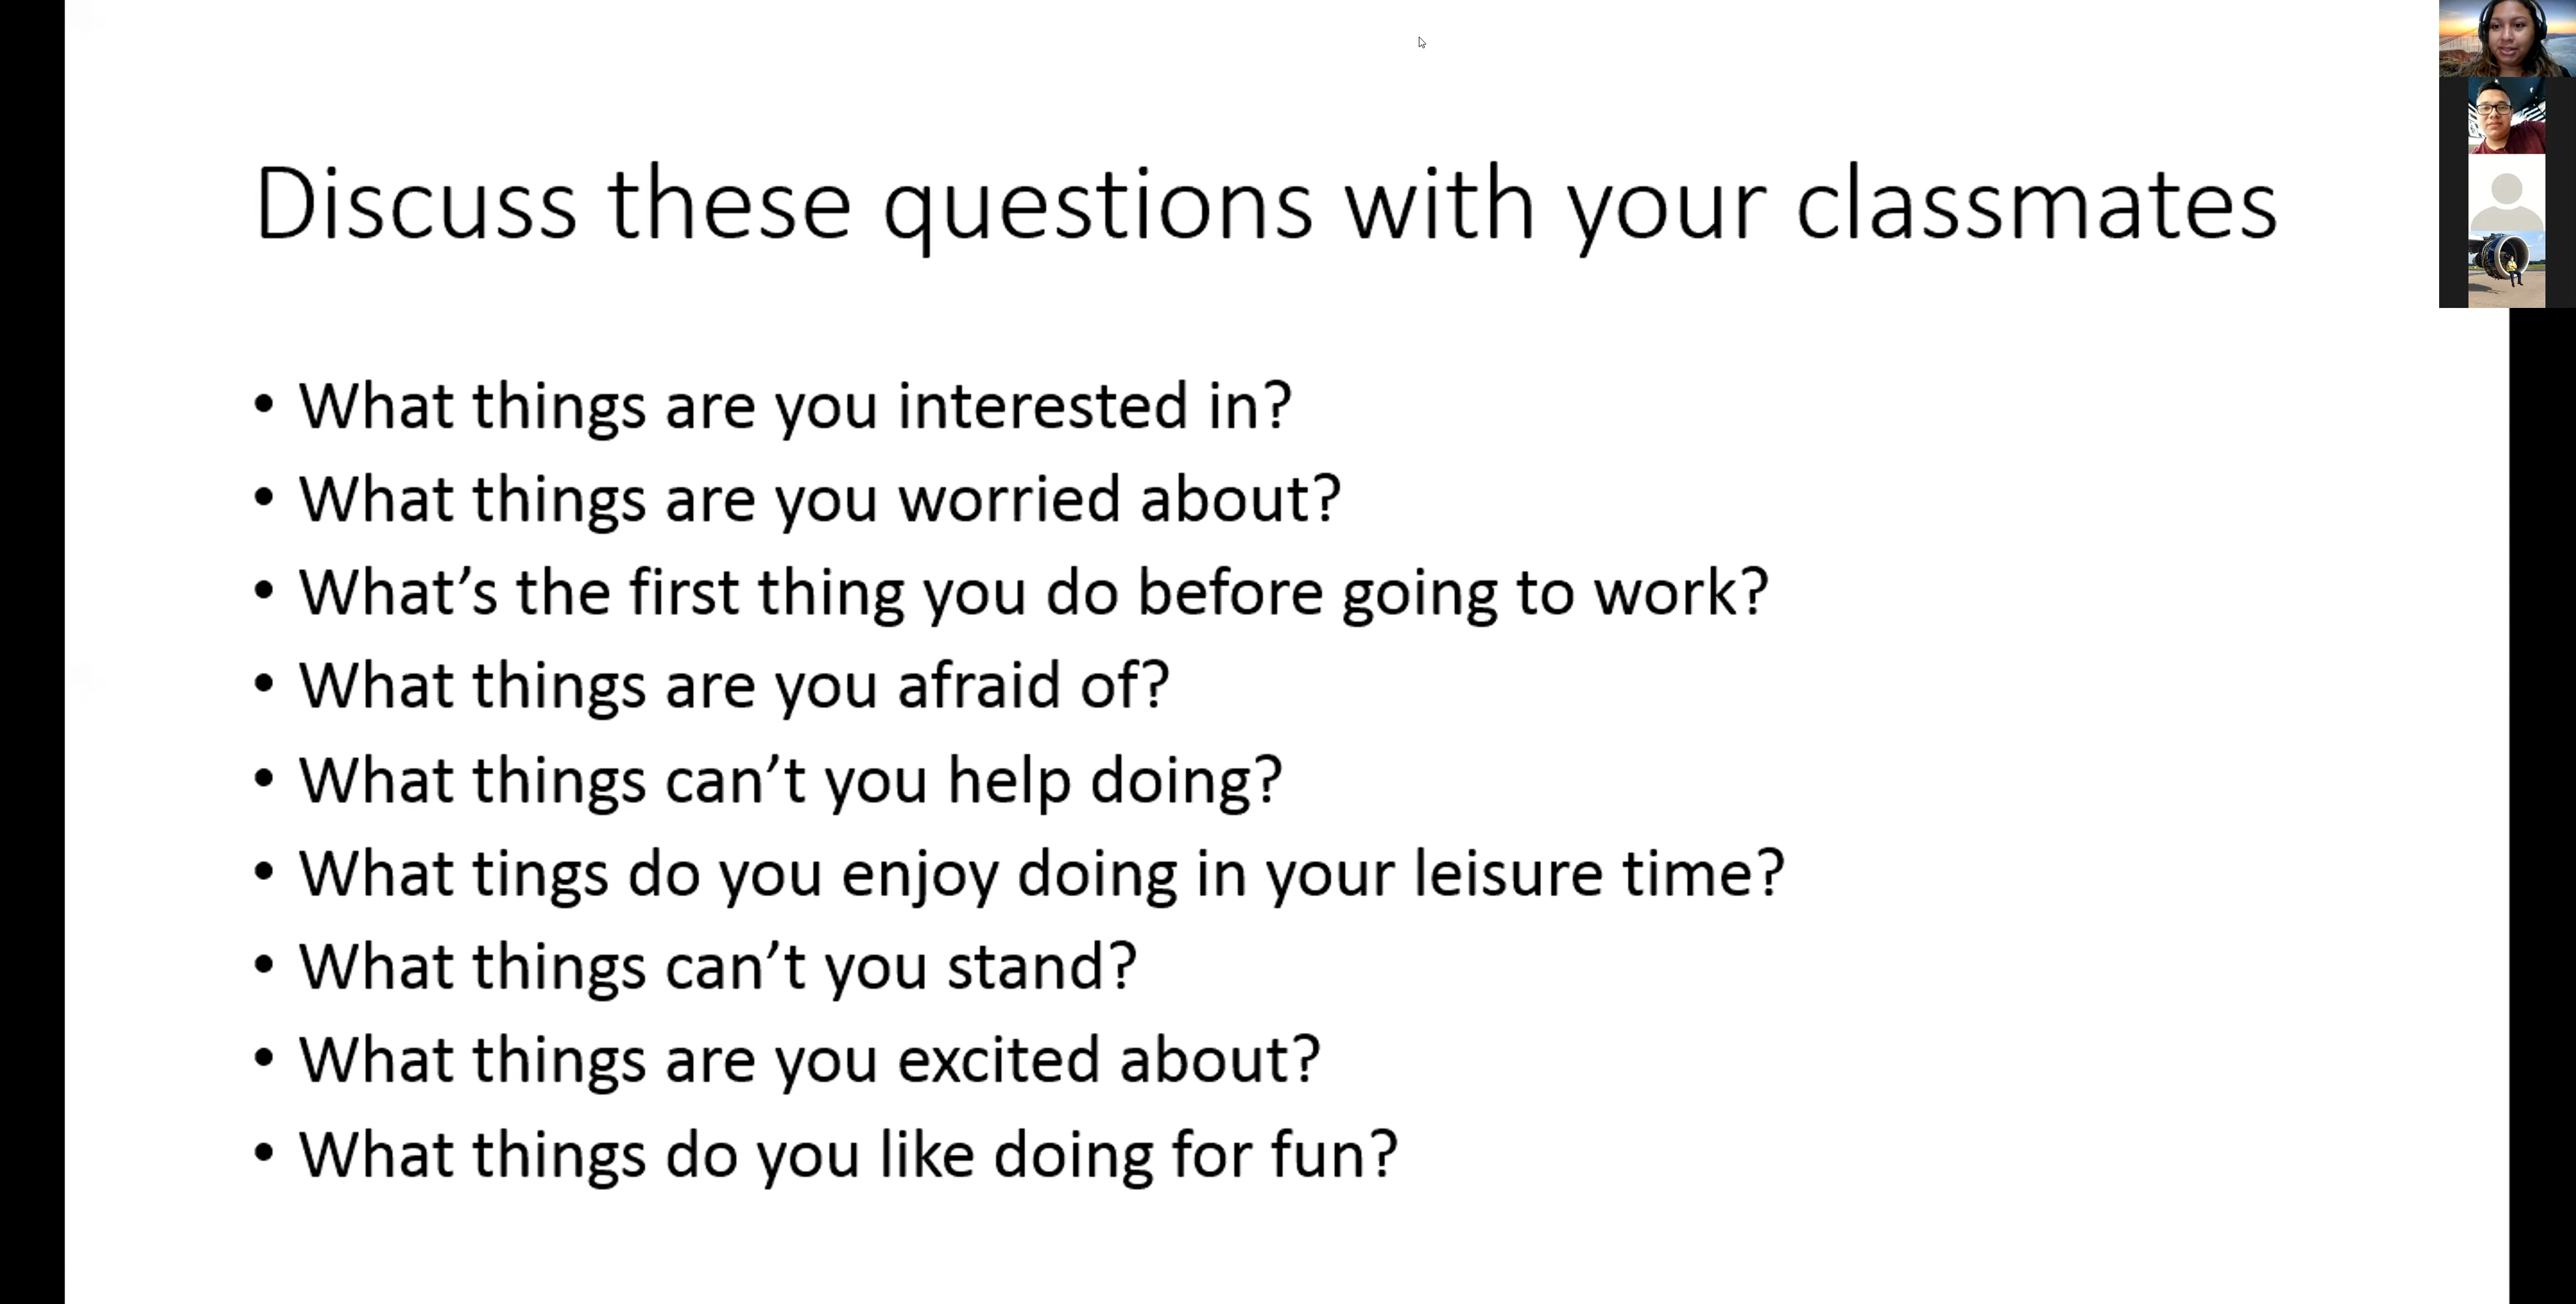 Discuss these questions with your classmates
• What things are you interested in?
• What things are you worried about?
• What’s the first thing you do before going to work?
• What things are you afraid of?
• What things can’t you help doing?
• What tings do you enjoy doing in your leisure time?
• What things can’t you stand?
• What things are you excited about?
• What things do you like doing for fun?